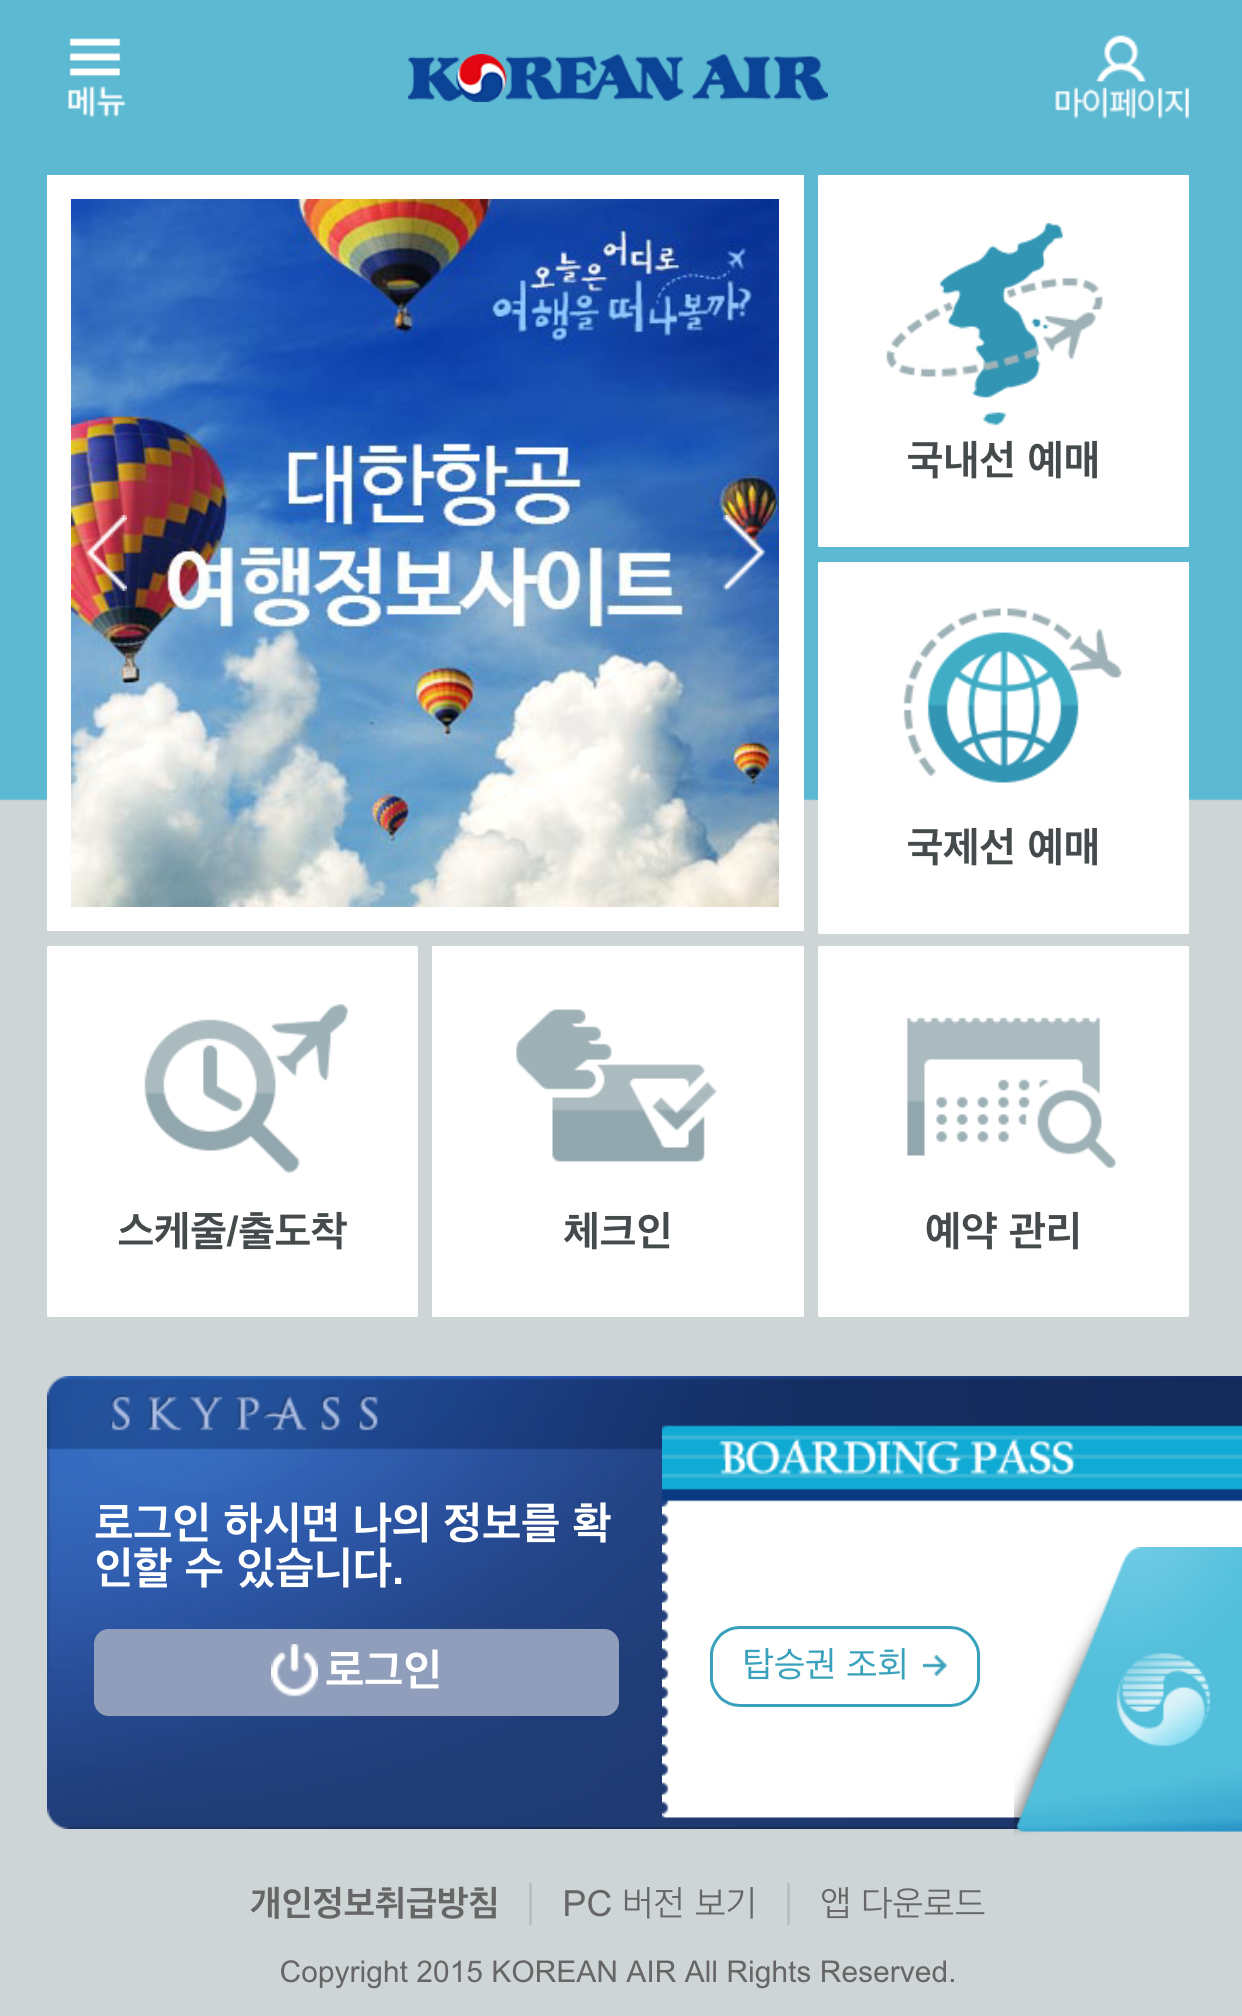 메뉴
KOREAN AIR
마이페이지
오늘은 어디로
여행을 떠나볼까?
대한항공
여행정보사이트
국내선 예매
국제선 예매
스케줄/출도착
체크인
예약 관리
SKYPASS
BOARDING PASS
로그인 하시면 나의 정보를 확
인할 수 있습니다.
로그인
탑승권 조회 →
개인정보취급방침 | PC 버전 보기 | 앱 다운로드
Copyright 2015 KOREAN AIR All Rights Reserved.